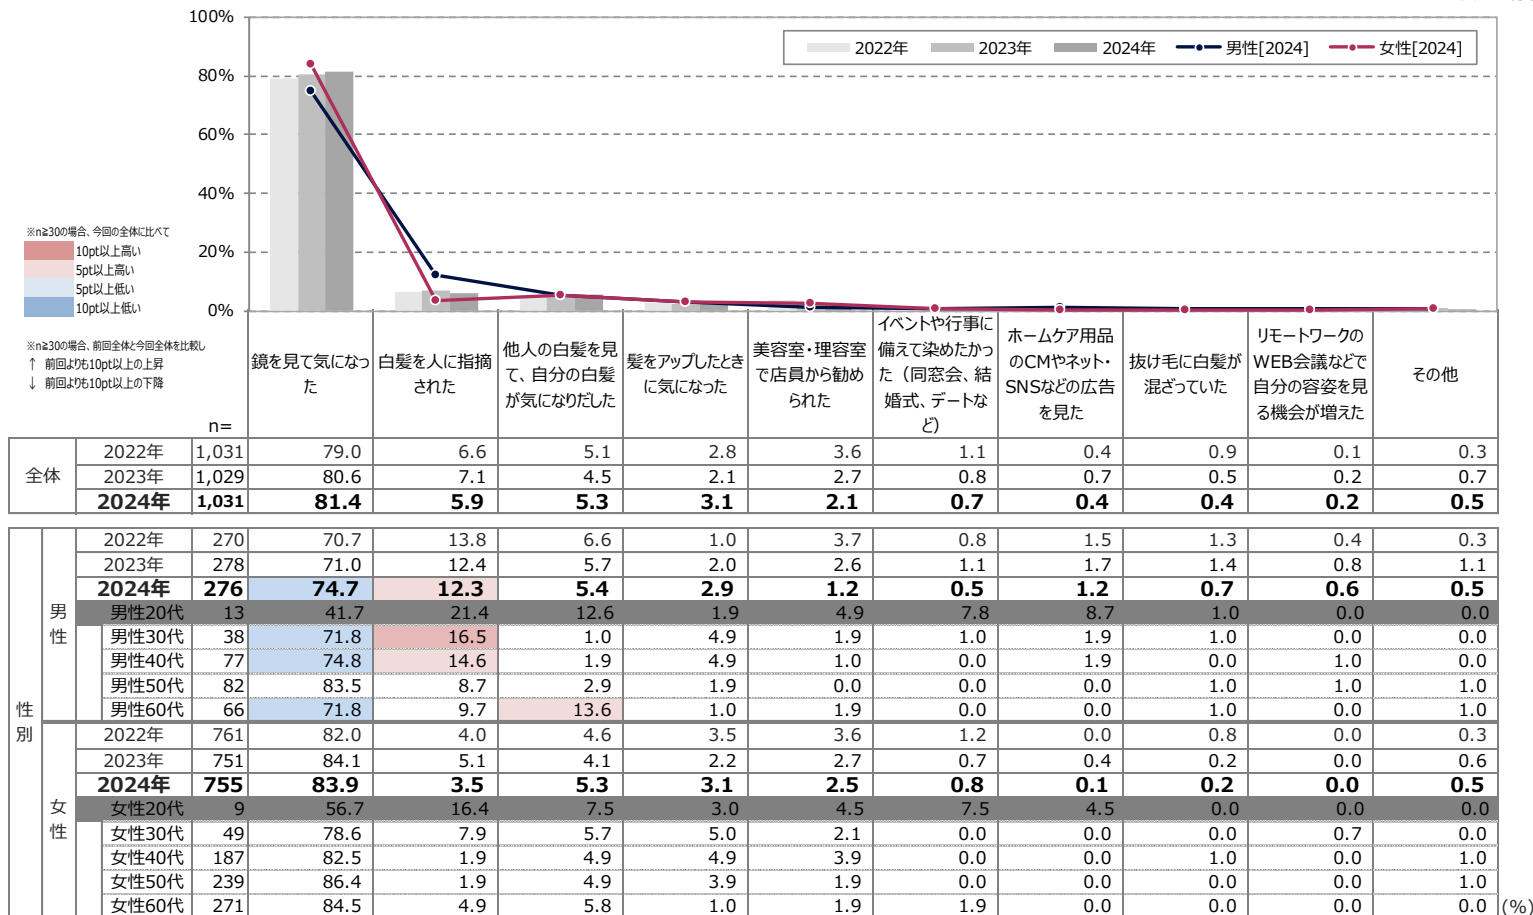 100%
80%
60%
40%
20%
0%
2022年 2023年 2024年 男性[2024] 女性[2024]
※n≧30の場合、今回の全体に比べて
10pt以上高い
5pt以上高い
5pt以上低い
10pt以上低い
※n≧30の場合、前回全体と今回全体を比較し
↑ 前回よりも10pt以上の上昇
↓ 前回よりも10pt以上の下降
n=
鏡を見て気になっ
た
白髪を人に指摘
された
他人の白髪を見
て、自分の白髪
が気になりだした
髪をアップしたとき
に気になった
美容室・理容室
で店員から勧め
られた
イベントや行事に
備えて染めたかっ
た（同窓会、結
婚式、デートな
ど）
ホームケア用品
のCMやネット・
SNSなどの広告
を見た
抜け毛に白髪が
混ざっていた
リモートワークの
WEB会議などで
自分の容姿を見
る機会が増えた
その他
全体
2022年 1,031 79.0 6.6 5.1 2.8 3.6 1.1 0.4 0.9 0.1 0.3
2023年 1,029 80.6 7.1 4.5 2.1 2.7 0.8 0.7 0.5 0.2 0.7
2024年 1,031 81.4 5.9 5.3 3.1 2.1 0.7 0.4 0.4 0.2 0.5
性別
男性
2022年 270 70.7 13.8 6.6 1.0 3.7 0.8 1.5 1.3 0.4 0.3
2023年 278 71.0 12.4 5.7 2.0 2.6 1.1 1.7 1.4 0.8 1.1
2024年 276 74.7 12.3 5.4 2.9 1.2 0.5 1.2 0.7 0.6 0.5
男性20代 13 41.7 21.4 12.6 1.9 4.9 7.8 8.7 1.0 0.0 0.0
男性30代 38 71.8 16.5 1.0 4.9 1.9 1.0 1.9 1.0 0.0 0.0
男性40代 77 74.8 14.6 1.9 4.9 1.0 0.0 1.9 0.0 1.0 0.0
男性50代 82 83.5 8.7 2.9 1.9 0.0 0.0 0.0 1.0 1.0 1.0
男性60代 66 71.8 9.7 13.6 1.0 1.9 0.0 0.0 1.0 0.0 1.0
女性
2022年 761 82.0 4.0 4.6 3.5 3.6 1.2 0.0 0.8 0.0 0.3
2023年 751 84.1 5.1 4.1 2.2 2.7 0.7 0.4 0.2 0.0 0.6
2024年 755 83.9 3.5 5.3 3.1 2.5 0.8 0.1 0.2 0.0 0.5
女性20代 9 56.7 16.4 7.5 3.0 4.5 7.5 4.5 0.0 0.0 0.0
女性30代 49 78.6 7.9 5.7 5.0 2.1 0.0 0.0 0.0 0.7 0.0
女性40代 187 82.5 1.9 4.9 4.9 3.9 0.0 0.0 1.0 0.0 1.0
女性50代 239 86.4 1.9 4.9 3.9 1.9 0.0 0.0 0.0 0.0 1.0
女性60代 271 84.5 4.9 5.8 1.0 1.9 1.9 0.0 0.0 0.0 0.0 (%)